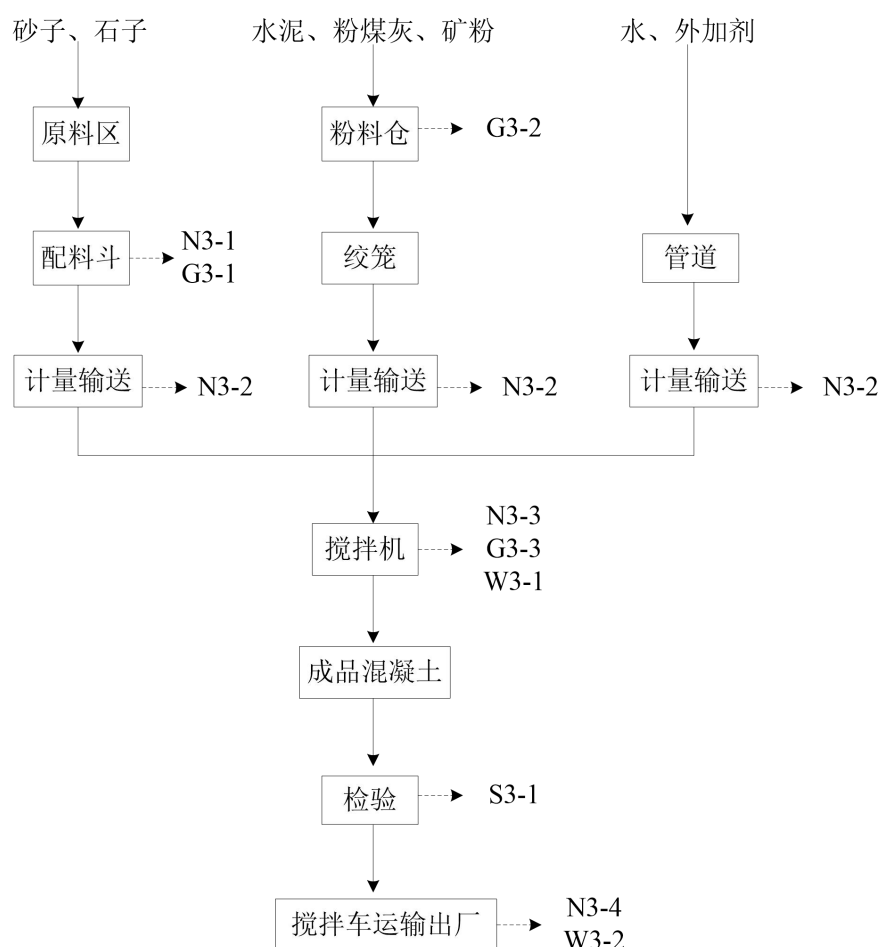 砂子、石子
水泥、粉煤灰、矿粉
水、外加剂
原料区
粉料仓
G3-2
配料斗
N3-1
G3-1
绞笼
管道
计量输送
N3-2
计量输送
N3-2
计量输送
N3-2
搅拌机
N3-3
G3-3
W3-1
成品混凝土
检验
S3-1
搅拌车运输出厂
N3-4
W3-2